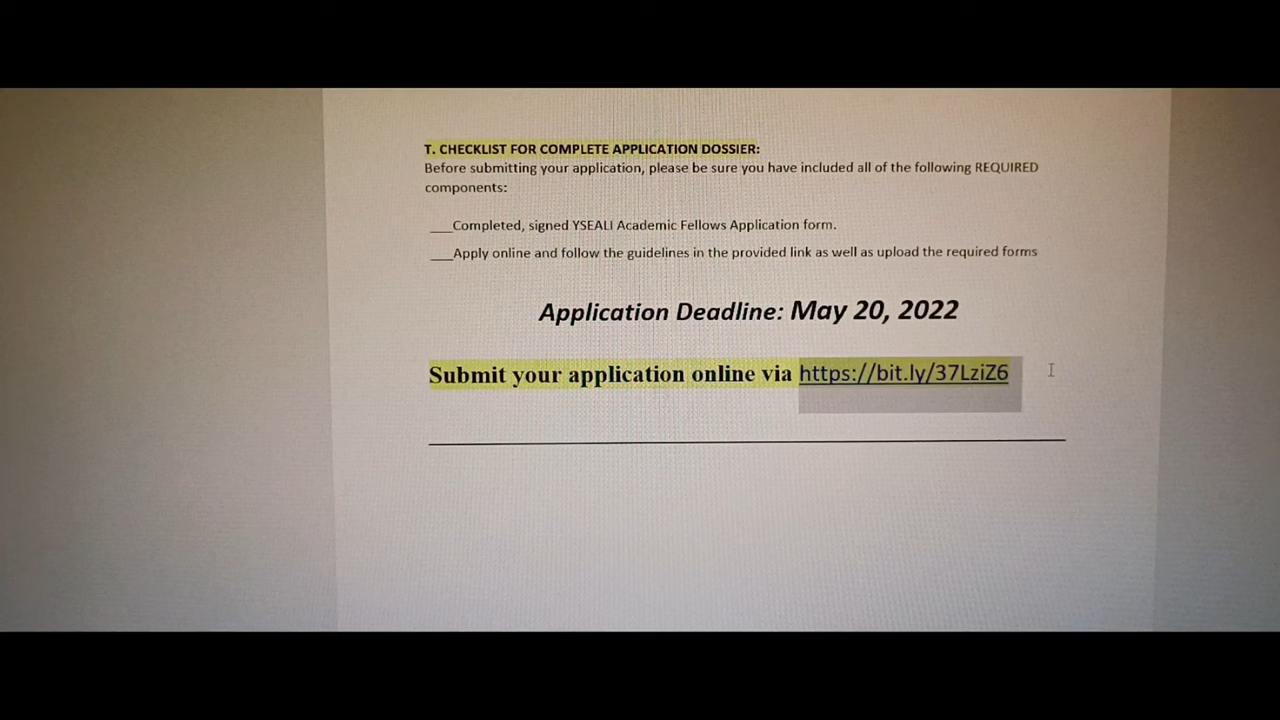 T. CHECKLIST FOR COMPLETE APPLICATION DOSSIER:
Before submitting your application, please be sure you have included all of the following REQUIRED
components:
___Completed, signed YSEALI Academic Fellows Application form.
___Apply online and follow the guidelines in the provided link as well as upload the required forms
Application Deadline: May 20, 2022
Submit your application online via https://bit.ly/37LziZ6